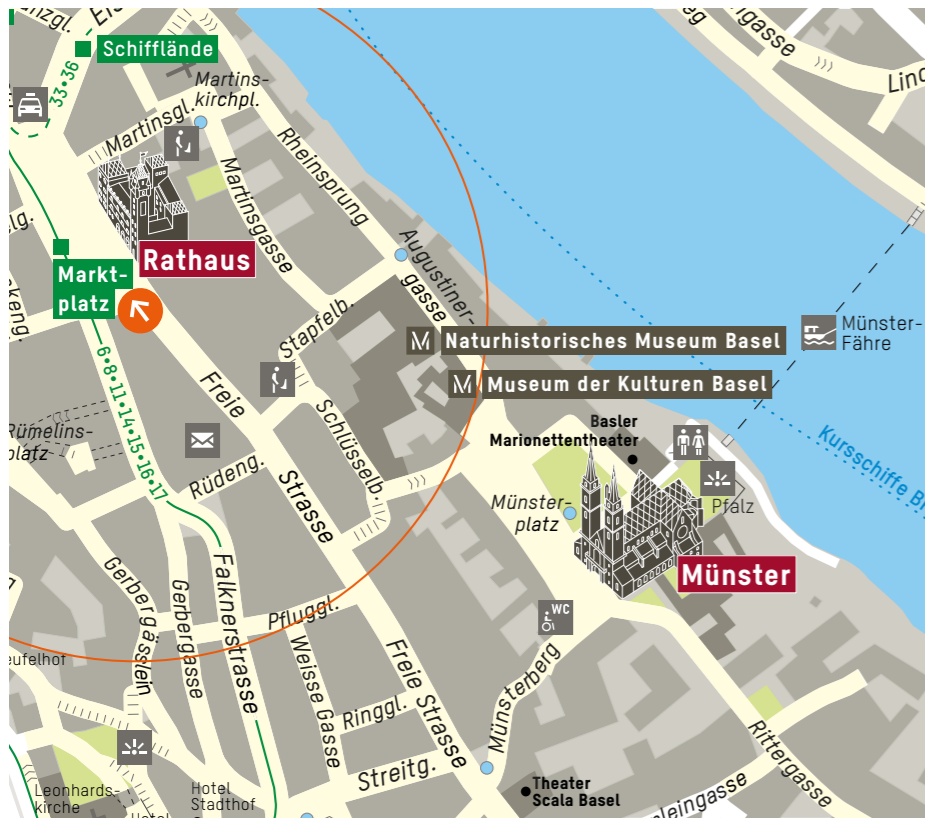 Schifflände
33•36
Martins-
kirchpl.
Martinsgl.
Rheinsprung
Martinsgasse
Rathaus
Markt-
platz
Augustiner-
gasse
Stapfelb.
Naturhistorisches Museum Basel
Museum der Kulturen Basel
Münster-
Fähre
6•8•11•14•15•16•17
Freie
Strasse
Schlüsselb.
Rümelins-
platz
Rüdeng.
Basler
Marionettentheater
Kursschiffe
Münster-
platz
Pfalz
Münster
WC
Gerbergässlein
Gerbergasse
Falknerstrasse
Pfluggl.
Weisse Gasse
Ringgl.
Freie Strasse
Münsterberg
Streitg.
Rittergasse
Theater
Scala Basel
Leonhards-
kirche
Hotel
Stadthof